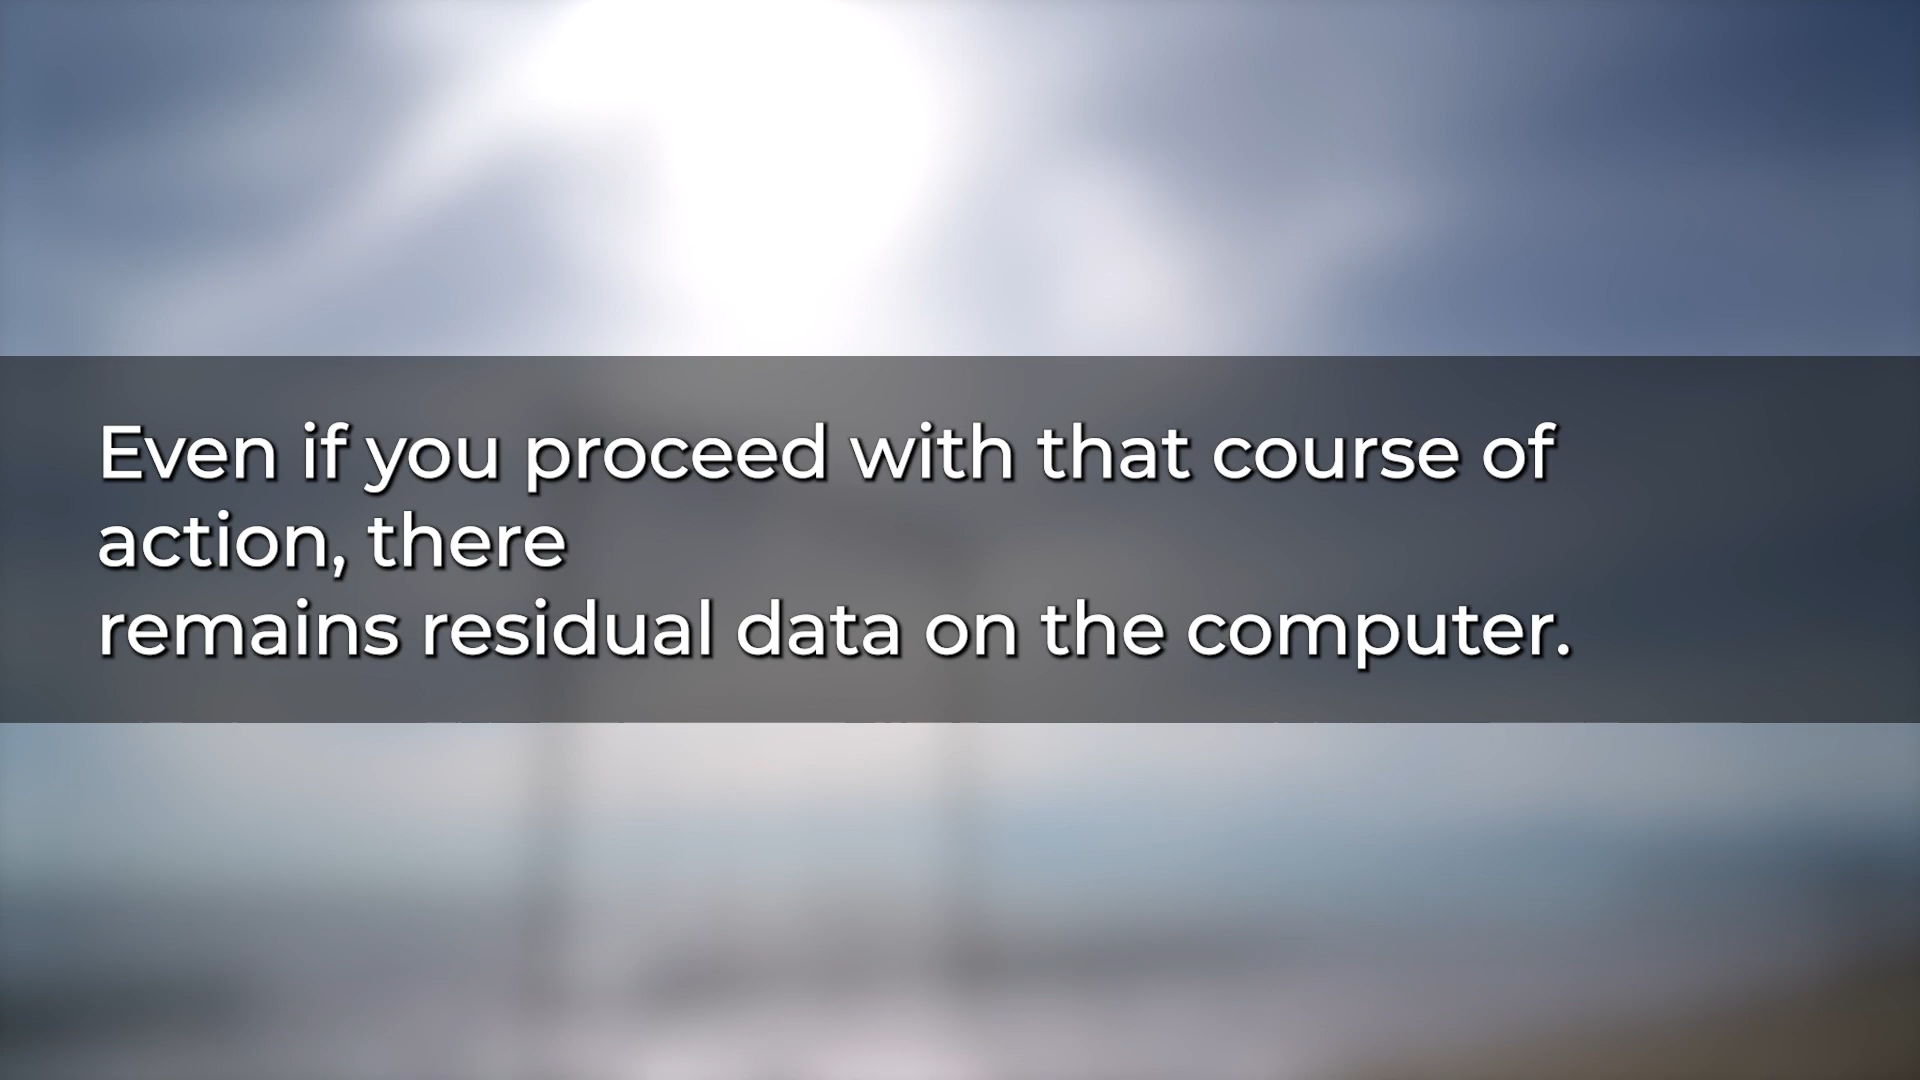 Even if you proceed with that course of
action, there
remains residual data on the computer.